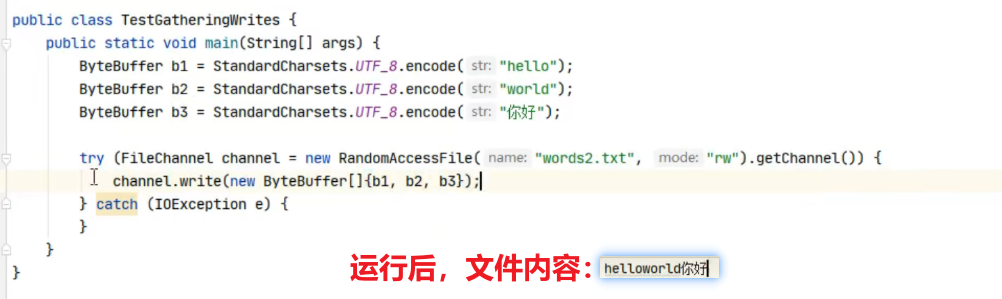 public class TestGatheringWrites {
public static void main(String[] args) {
ByteBuffer b1 = StandardCharsets.UTF_8.encode( str: "hello");
ByteBuffer b2 = StandardCharsets.UTF_8.encode( str: "world");
ByteBuffer b3 = StandardCharsets.UTF_8.encode( str: "你好");
try (FileChannel channel = new RandomAccessFile( name: "words2.txt", mode: "rw").getChannel()) {
channel.write(new ByteBuffer[]{b1, b2, b3});
} catch (IOException e) {
}
}
}
运行后，文件内容： helloworld你好